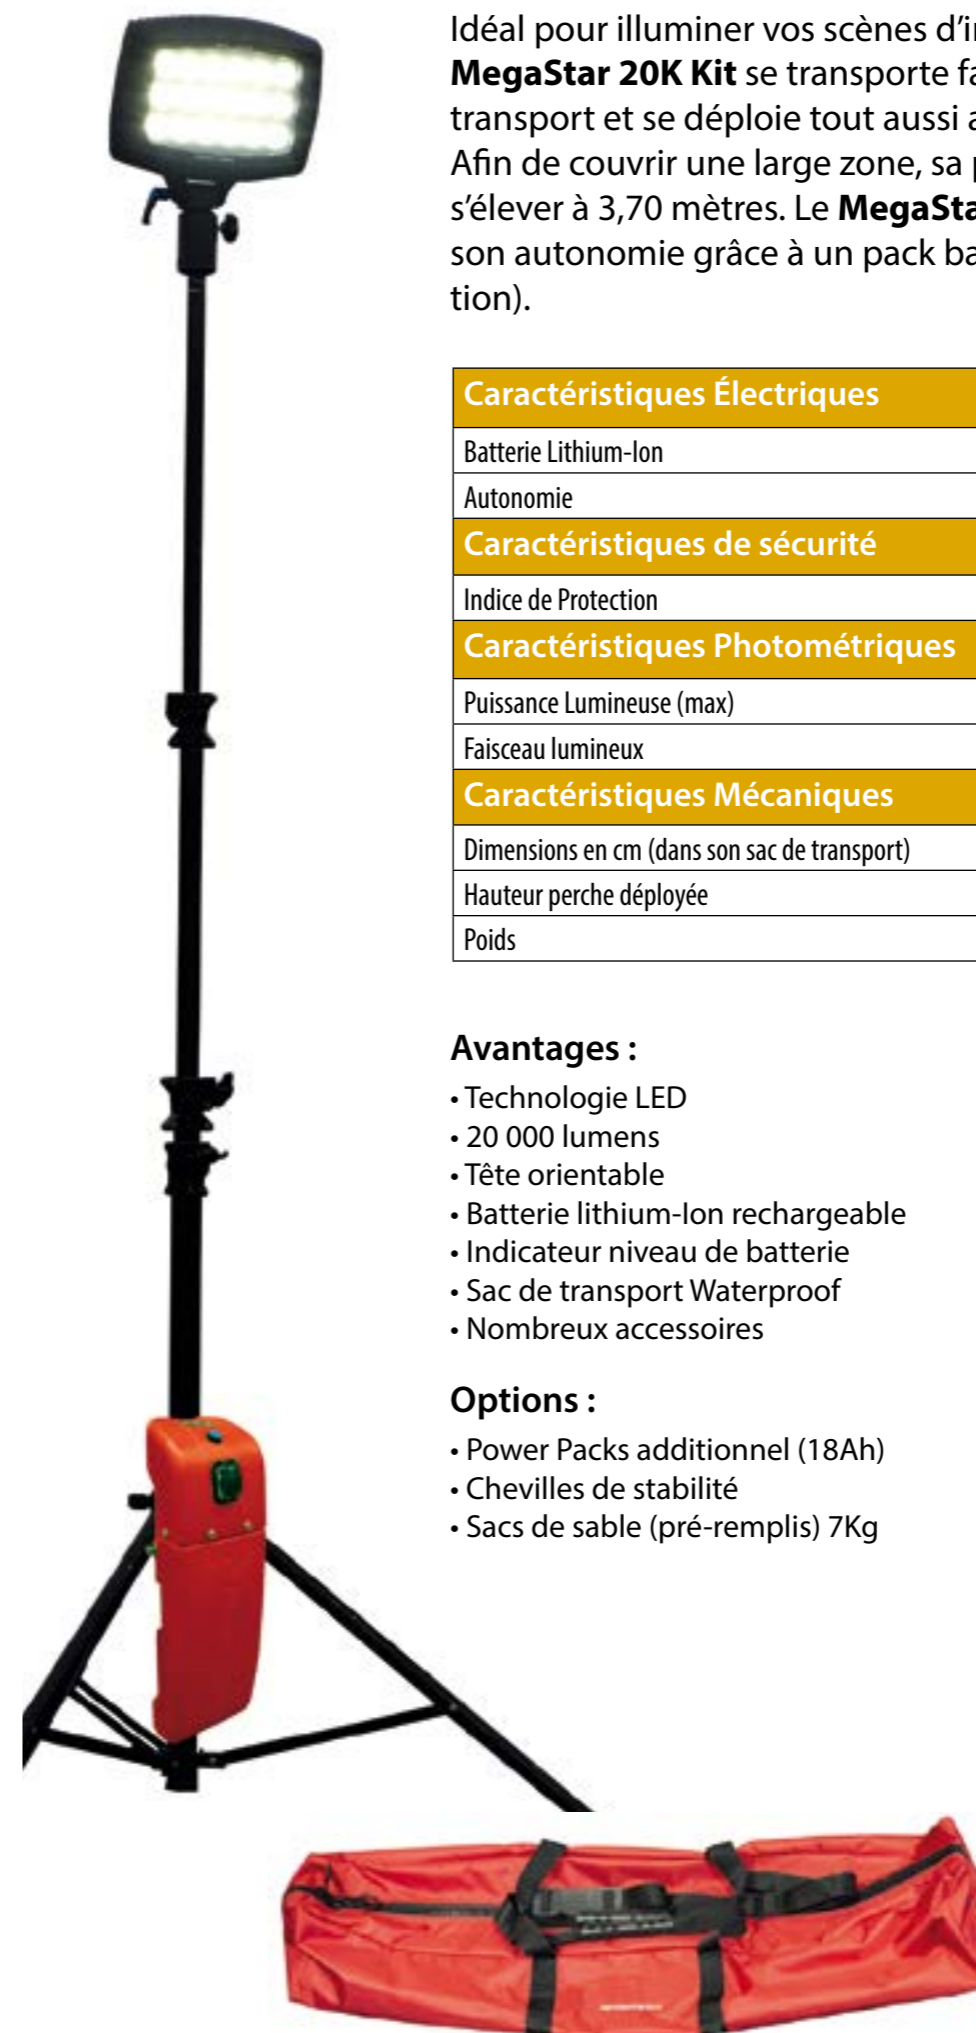 Idéal pour illuminer vos scènes d'i
MegaStar 20K Kit se transporte fa
transport et se déploie tout aussi a
Afin de couvrir une large zone, sa p
s'élever à 3,70 mètres. Le MegaSta
son autonomie grâce à un pack ba
tion).
Caractéristiques Électriques
Batterie Lithium-Ion
Autonomie
Caractéristiques de sécurité
Indice de Protection
Caractéristiques Photométriques
Puissance Lumineuse (max)
Faisceau lumineux
Caractéristiques Mécaniques
Dimensions en cm (dans son sac de transport)
Hauteur perche déployée
Poids
Avantages :
• Technologie LED
• 20 000 lumens
• Tête orientable
• Batterie lithium-Ion rechargeable
• Indicateur niveau de batterie
• Sac de transport Waterproof
• Nombreux accessoires
Options :
• Power Packs additionnel (18Ah)
• Chevilles de stabilité
• Sacs de sable (pré-remplis) 7Kg